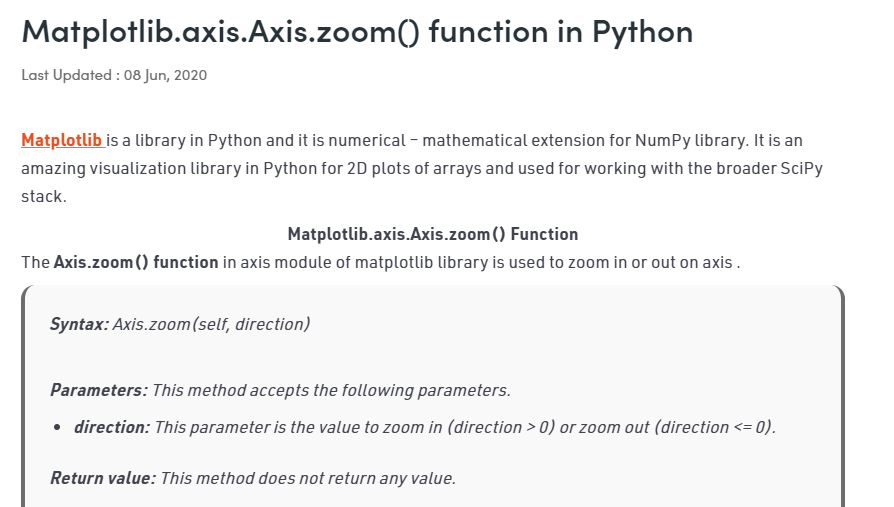 Matplotlib.axis.Axis.zoom() function in Python
Last Updated : 08 Jun, 2020
Matplotlib is a library in Python and it is numerical – mathematical extension for NumPy library. It is an
amazing visualization library in Python for 2D plots of arrays and used for working with the broader SciPy
stack.
Matplotlib.axis.Axis.zoom() Function
The Axis.zoom() function in axis module of matplotlib library is used to zoom in or out on axis .
Syntax: Axis.zoom(self, direction)
Parameters: This method accepts the following parameters.
• direction: This parameter is the value to zoom in (direction > 0) or zoom out (direction <= 0).
Return value: This method does not return any value.